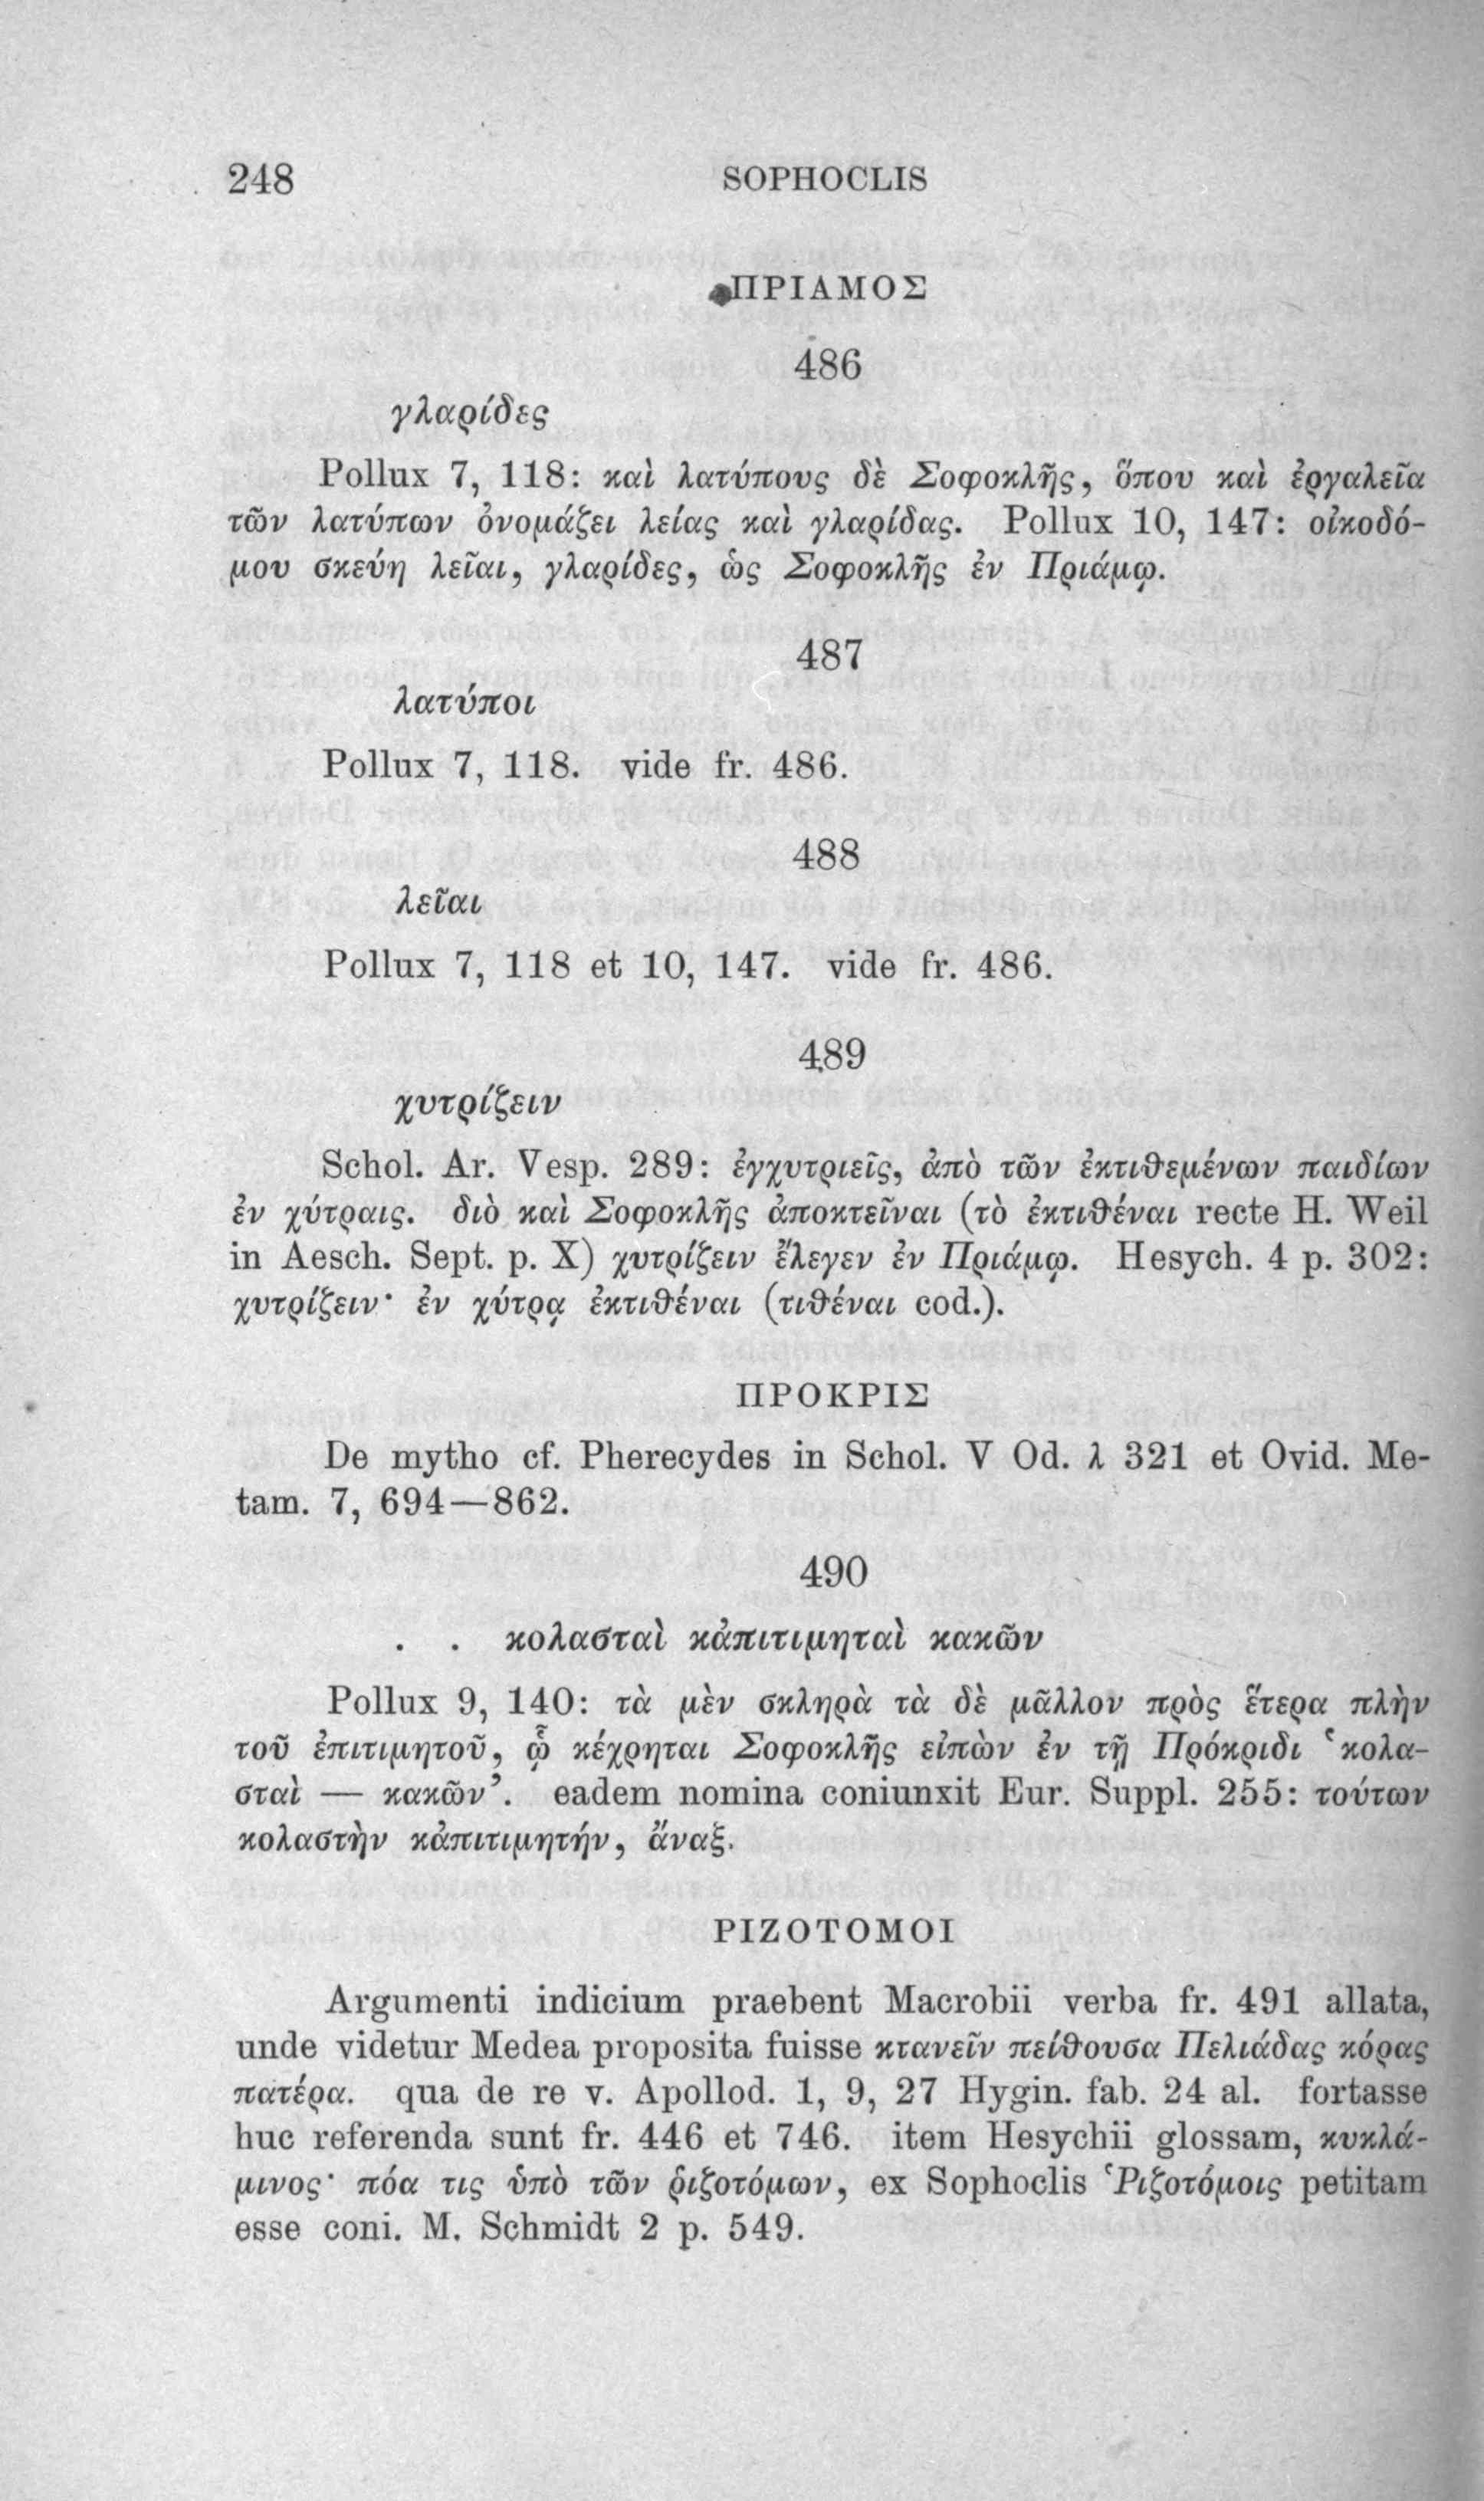 248 SOPHOCLIS
ΠΡΙΑΜΟΣ
486
γλαρίδες
Pollux 7, 118: καὶ λατύπους δὲ Σοφοκλῆς, ὅπου καὶ ἐργαλεῖα
τῶν λατύπων ὀνομάζει λείας καὶ γλαρίδας. Pollux 10, 147: οἰκοδό-
μου σκεύη λεῖαι, γλαρίδες, ὡς Σοφοκλῆς ἐν Πριάμῳ.
487
λατύποι
Pollux 7, 118. vide fr. 486.
488
λεῖαι
Pollux 7, 118 et 10, 147. vide fr. 486.
489
χυτρίζειν
Schol. Ar. Vesp. 289: ἐγχυτριεῖς, ἀπὸ τῶν ἐκτιθεμένων παιδίων
ἐν χύτραις. διὸ καὶ Σοφοκλῆς ἀποκτεῖναι (τὸ ἐκτιθέναι recte H. Weil
in Aesch. Sept. p. X) χυτρίζειν ἔλεγεν ἐν Πριάμῳ. Hesych. 4 p. 302:
χυτρίζειν· ἐν χύτρᾳ ἐκτιθέναι (τιθέναι cod.).
ΠΡΟΚΡΙΣ
De mytho cf. Pherecydes in Schol. V Od. λ 321 et Ovid. Me-
tam. 7, 694—862.
490
. . κολασταὶ κἀπιτιμηταὶ κακῶν
Pollux 9, 140: τὰ μὲν σκληρὰ τὰ δὲ μᾶλλον πρὸς ἕτερα πλὴν
τοῦ ἐπιτιμητοῦ, ᾧ κέχρηται Σοφοκλῆς εἰπὼν ἐν τῇ Πρόκριδι ‛κολα-
σταὶ — κακῶν’. eadem nomina coniunxit Eur. Suppl. 255: τούτων
κολαστὴν κἀπιτιμητήν, ἄναξ.
ΡΙΖΟΤΟΜΟΙ
Argumenti indicium praebent Macrobii verba fr. 491 allata,
unde videtur Medea proposita fuisse κτανεῖν πείθουσα Πελιάδας κόρας
πατέρα. qua de re v. Apollod. 1, 9, 27 Hygin. fab. 24 al. fortasse
huc referenda sunt fr. 446 et 746. item Hesychii glossam, κυκλά-
μινος· πόα τις ὑπὸ τῶν ῥιζοτόμων, ex Sophoclis Ῥιζοτόμοις petitam
esse coni. M. Schmidt 2 p. 549.